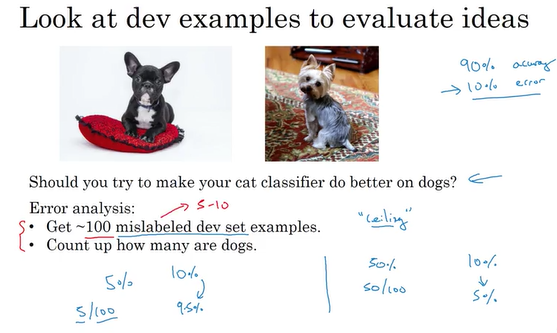 Look at dev examples to evaluate ideas
90% accuracy
→ 10% error
Should you try to make your cat classifier do better on dogs?
Error analysis:
5-10
• Get ~100 mislabeled dev set examples.
"ceiling"
• Count up how many are dogs.
5% 10%
5/100 9.5%
50% 10%
50/100 5%